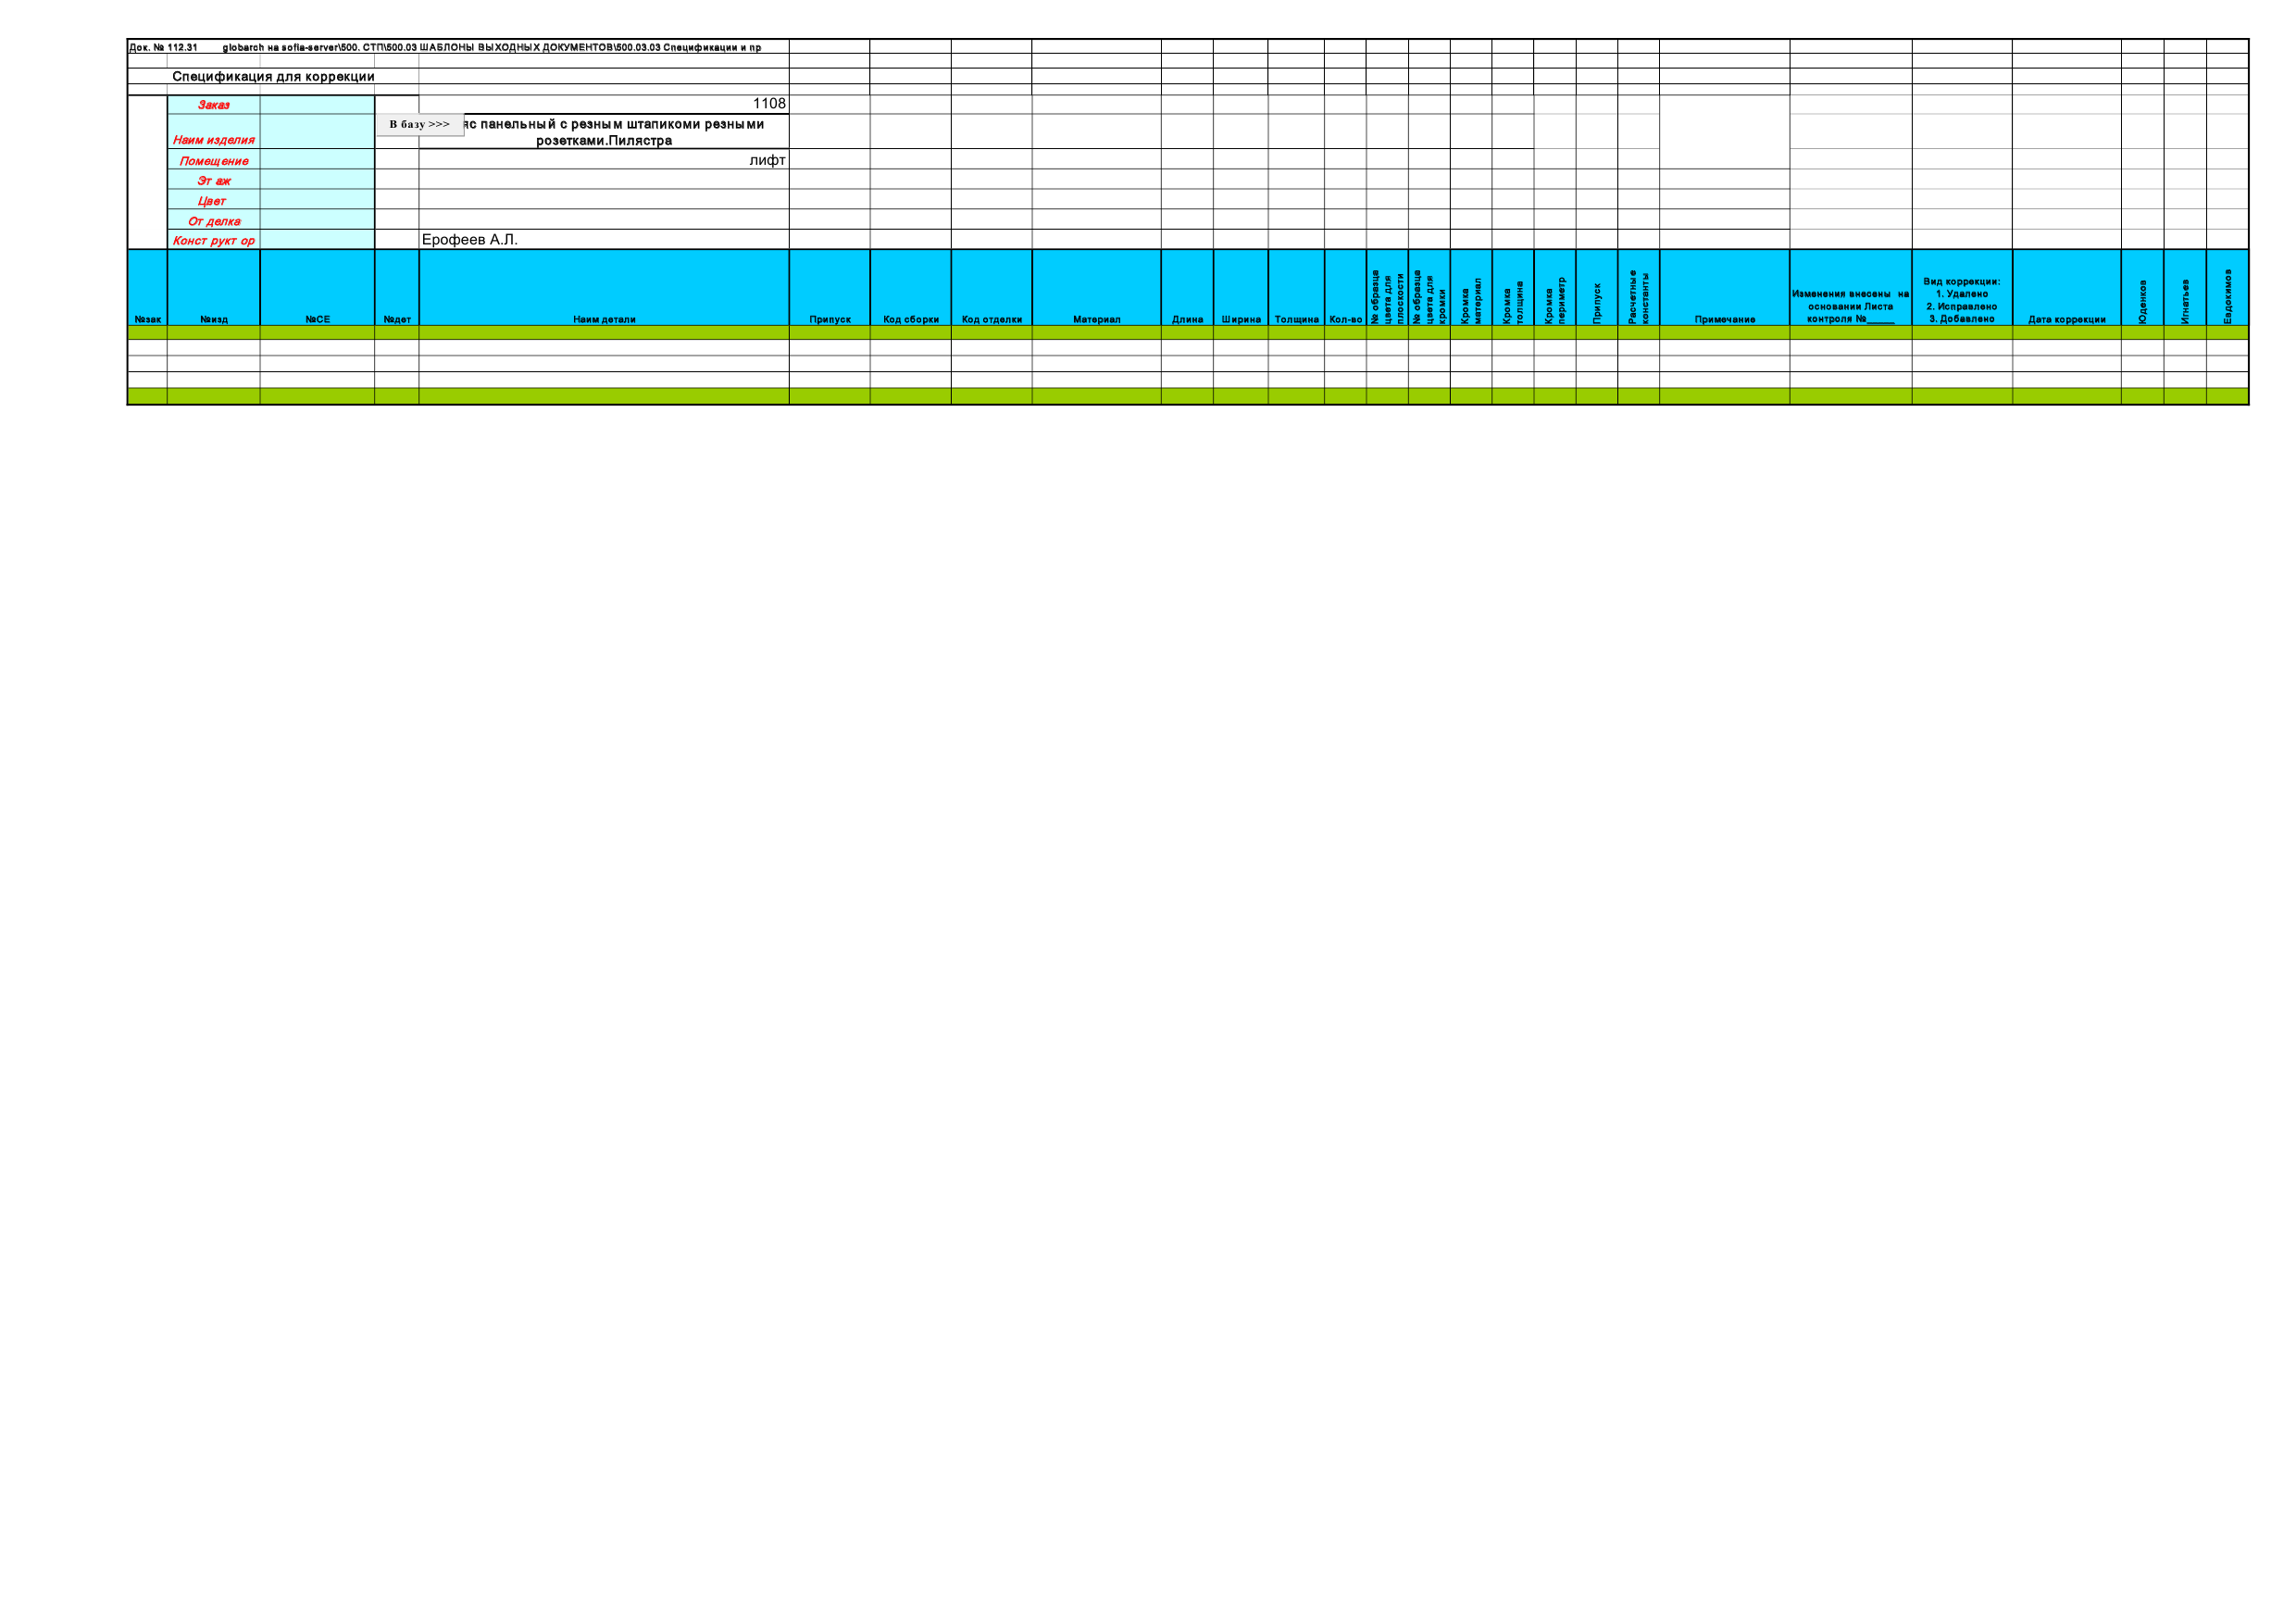 Док. № 112.31 globarch на sofia-server\500. СТП\500.03 ШАБЛОНЫ ВЫХОДНЫХ ДОКУМЕНТОВ\500.03.03 Спецификации и пр
Спецификация для коррекции
Заказ 1108
В базу >>>
Наим изделия
яс панельный с резным штапикоми резными
розетками.Пилястра
Помещение лифт
Этаж
Цвет
Отделка
Конструктор Ерофеев А.Л.
№зак
№изд
№СЕ
№дет
Наим детали
Припуск
Код сборки
Код отделки
Материал
Длина
Ширина
Толщина
Кол-во
№ образца
цвета для
плоскости
№ образца
цвета для
кромки
Кромка
материал
Кромка
толщина
Кромка
периметр
Припуск
Расчетные
константы
Примечание
Изменения внесены на
основании Листа
контроля №_____
Вид коррекции:
1. Удалено
2. Исправлено
3. Добавлено
Дата коррекции
Юденков
Игнатьев
Евдокимов